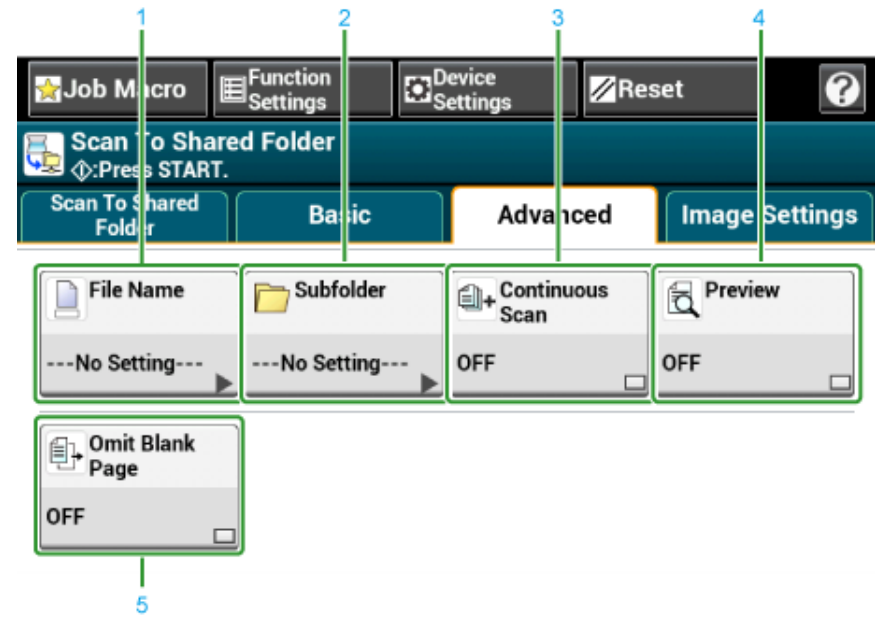 1 2 3 4
Job Macro
Function
Settings
Device
Settings
Reset
?
Scan To Shared Folder
:Press START.
Scan To Shared
Folder
Basic
Advanced
Image Settings
File Name
---No Setting---
Subfolder
---No Setting---
Continuous
Scan
OFF
Preview
OFF
Omit Blank
Page
OFF
5